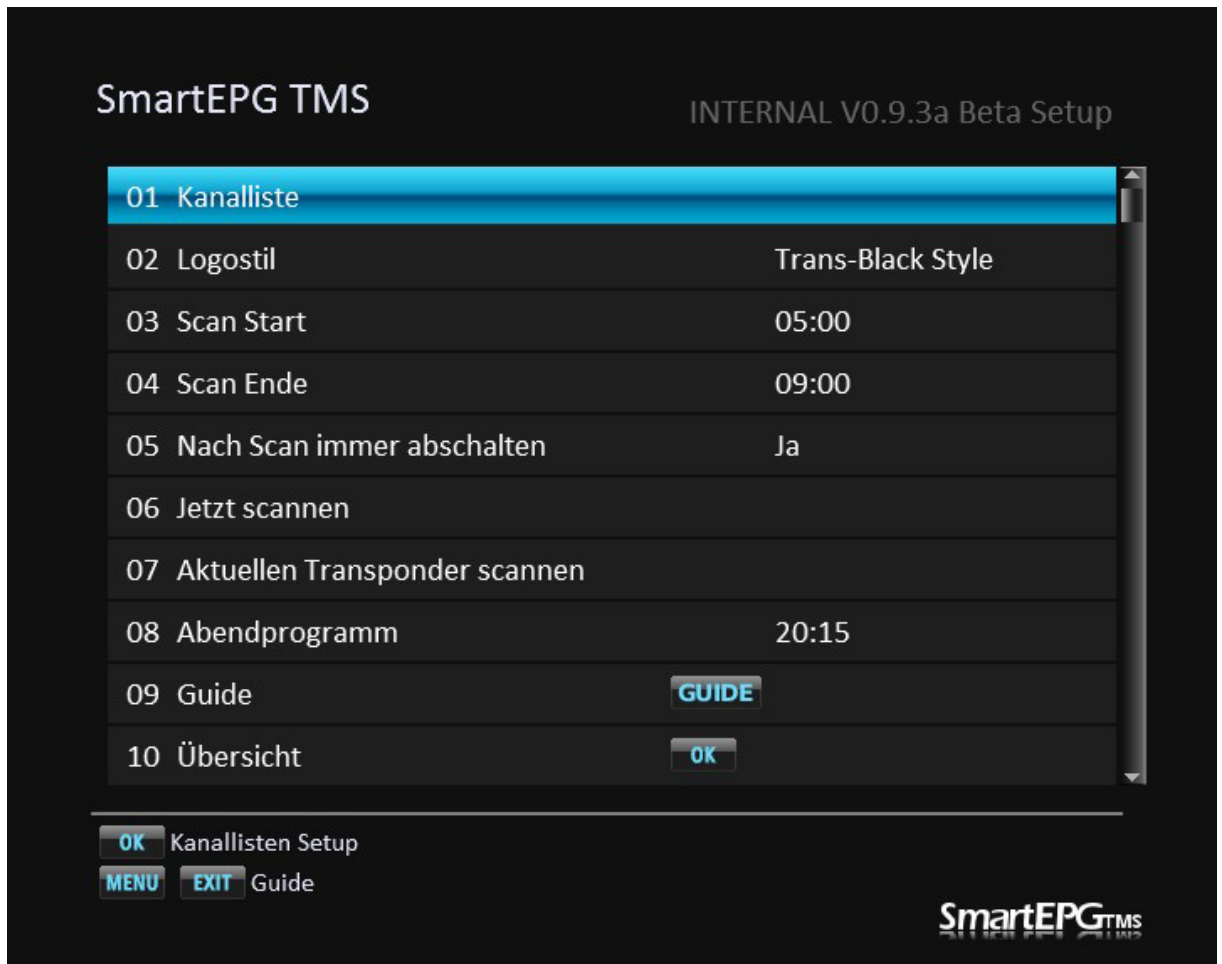 SmartEPG TMS
INTERNAL V0.9.3a Beta Setup
01 Kanalliste
02 Logostil Trans-Black Style
03 Scan Start 05:00
04 Scan Ende 09:00
05 Nach Scan immer abschalten Ja
06 Jetzt scannen
07 Aktuellen Transponder scannen
08 Abendprogramm 20:15
09 Guide GUIDE
10 Übersicht OK
OK Kanallisten Setup
MENU EXIT Guide
SmartEPGTMS